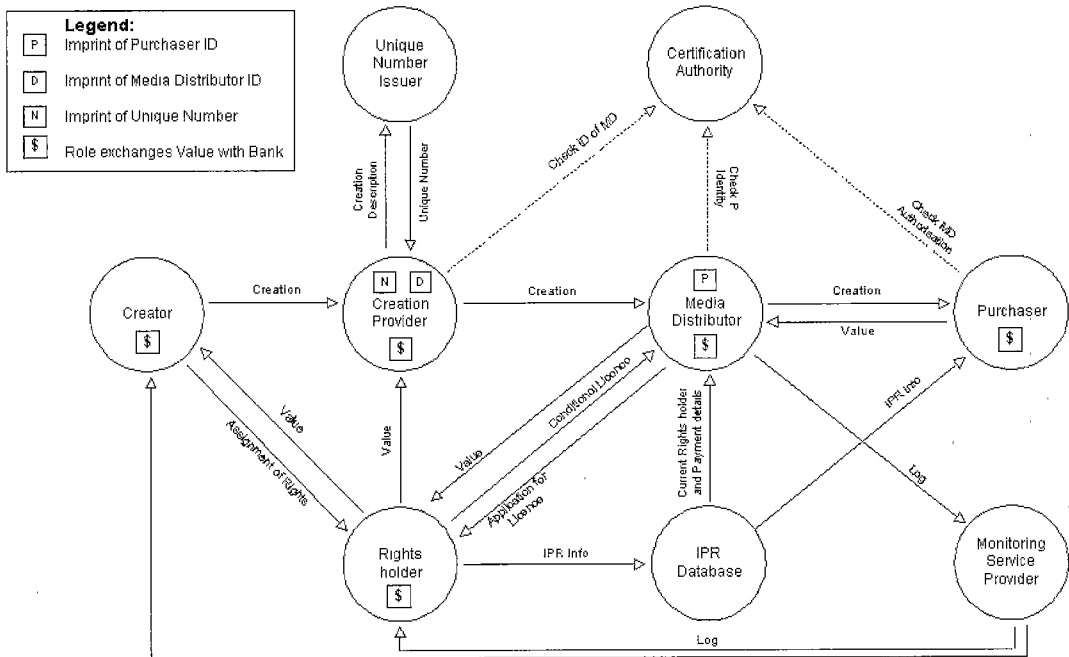 Legend:
P Imprint of Purchaser ID
D Imprint of Media Distributor ID
N Imprint of Unique Number
$ Role exchanges Value with Bank
Unique
Number
Issuer
Certification
Authority
Creation
Description
Unique Number
Check ID of MD
Check P
Identity
Check MD
Authorisation
Creator
$
Creation
N D
Creation
Provider
$
Creation
P
Media
Distributor
$
Creation
Value
Purchaser
$
Value
Assignment of Rights
Value
Value
Conditional Licence
Application for
Licence
Current Rights holder
and Payment details
IPR Info
Log
Rights
holder
$
IPR Info
IPR
Database
Monitoring
Service
Provider
Log